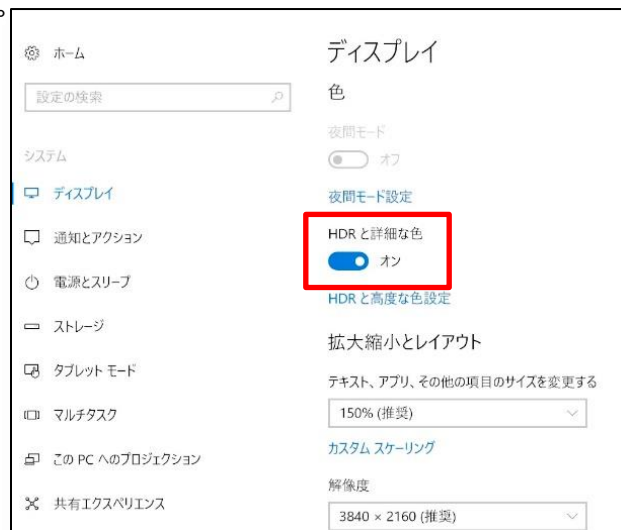 ホーム
設定の検索
システム
ディスプレイ
通知とアクション
電源とスリープ
ストレージ
タブレット モード
マルチタスク
この PC へのプロジェクション
共有エクスペリエンス
ディスプレイ
色
夜間モード
オフ
夜間モード設定
HDR と詳細な色
オン
HDR と高度な色設定
拡大縮小とレイアウト
テキスト、アプリ、その他の項目のサイズを変更する
150% (推奨)
カスタム スケーリング
解像度
3840 × 2160 (推奨)